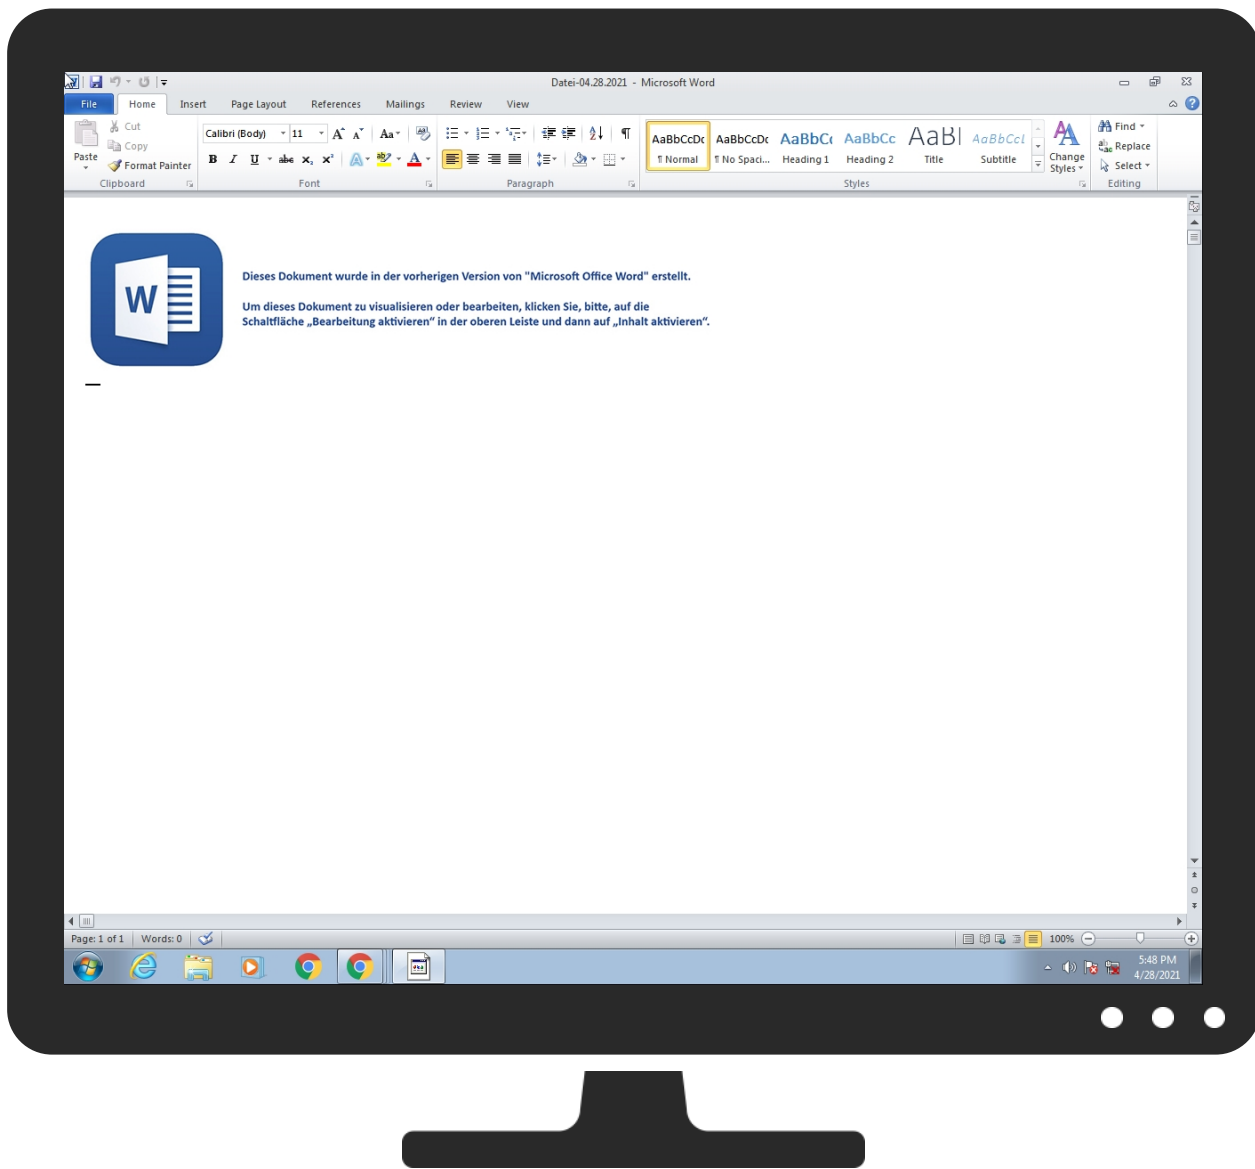 Datei-04.28.2021 - Microsoft Word
File Home Insert Page Layout References Mailings Review View
Paste
Cut
Copy
Format Painter
Clipboard
Calibri (Body) 11
Font
Paragraph
AaBbCcDc AaBbCcDc AaBbC AaBbCc AaB AaBbCcL
¶ Normal ¶ No Spaci... Heading 1 Heading 2 Title Subtitle
Change
Styles
Styles
Find
Replace
Select
Editing
W
Dieses Dokument wurde in der vorherigen Version von "Microsoft Office Word" erstellt.
Um dieses Dokument zu visualisieren oder bearbeiten, klicken Sie, bitte, auf die
Schaltfläche „Bearbeitung aktivieren“ in der oberen Leiste und dann auf „Inhalt aktivieren“.
Page: 1 of 1 Words: 0 100%
5:48 PM
4/28/2021